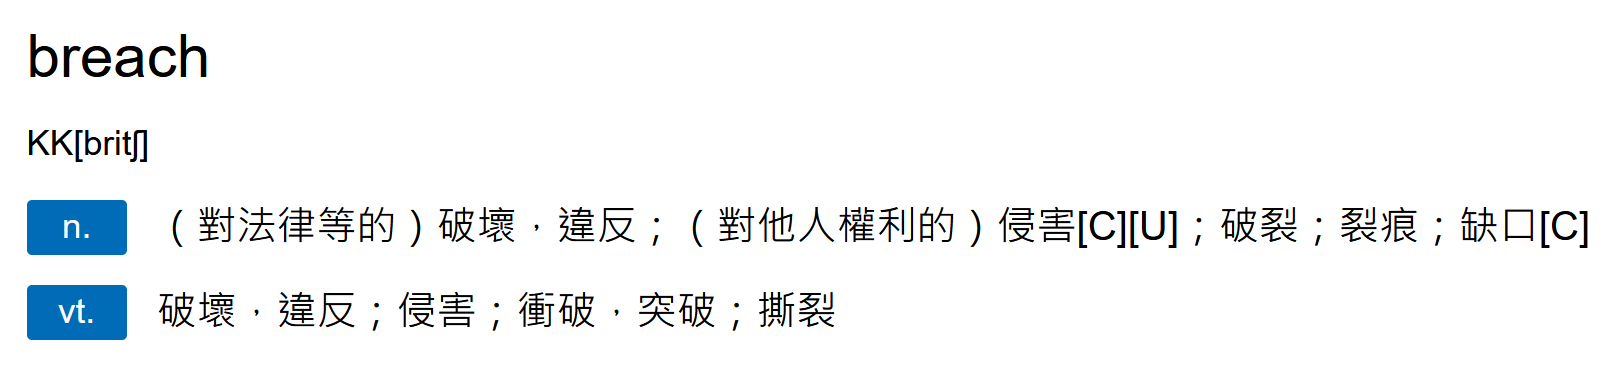 breach
KK[britʃ]
n. （對法律等的）破壞，違反；（對他人權利的）侵害[C][U]；破裂；裂痕；缺口[C]
vt. 破壞，違反；侵害；衝破，突破；撕裂